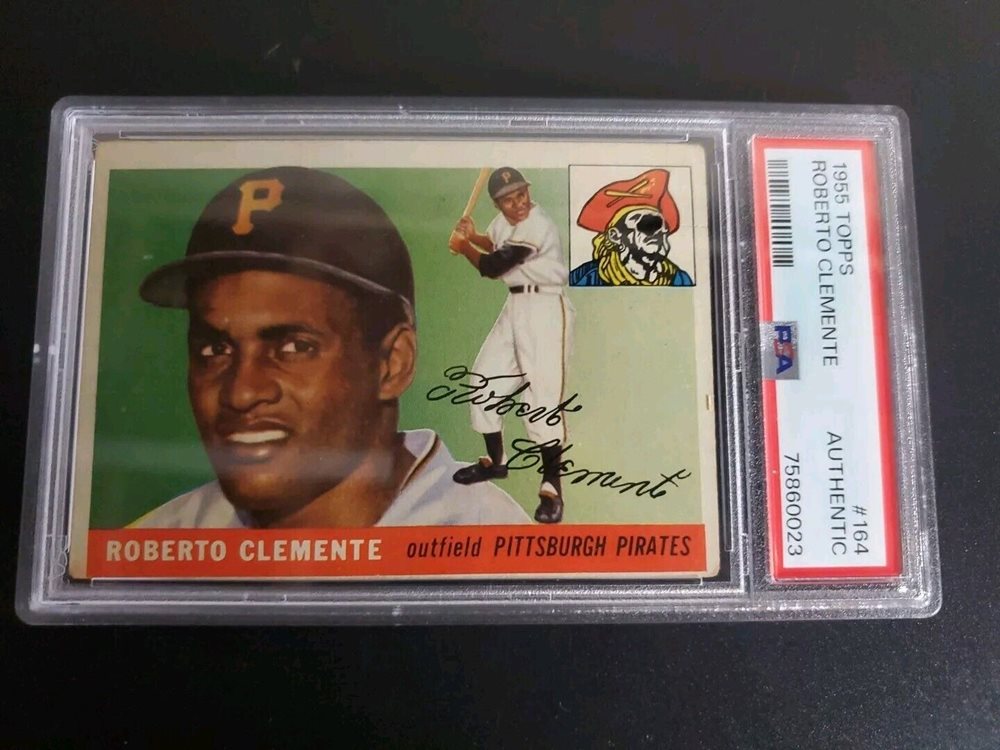 P
P
Roberto
Clemente
ROBERTO CLEMENTE outfield PITTSBURGH PIRATES
1955 TOPPS #164
ROBERTO CLEMENTE AUTHENTIC
PSA 75860023